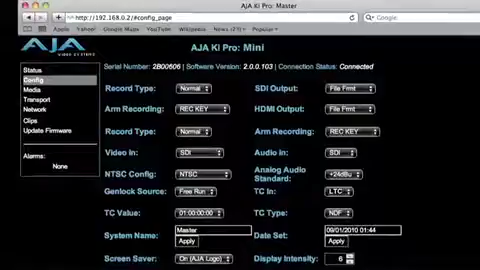 AJA Ki Pro: Master
http://192.168.0.2/#config_page
Apple Yahoo! Google Maps YouTube Wikipedia News Popular
AJA
VIDEO SYSTEMS
AJA KI Pro: Mini
Serial Number: 2B00606 | Software Version: 2.0.0.103 | Connection Status: Connected
Status
Config
Media
Transport
Network
Clips
Update Firmware
Alarms:
None
Record Type: Normal SDI Output: File Frmt
Arm Recording: REC KEY HDMI Output: File Frmt
Record Type: Normal Arm Recording: REC KEY
Video in: SDI Audio in: SDI
NTSC Config: NTSC Analog Audio Standard: +24dBu
Genlock Source: Free Run TC In: LTC
TC Value: 01:00:00:00 TC Type: NDF
System Name: Master Date Set: 09/01/2010 01:44
Apply Apply
Screen Saver: On (AJA Logo) Display Intensity: 6